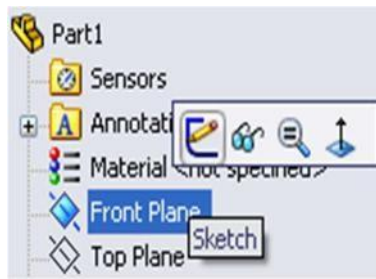 Part1
Sensors
Annotati
Material <not specified>
Front Plane
Sketch
Top Plane